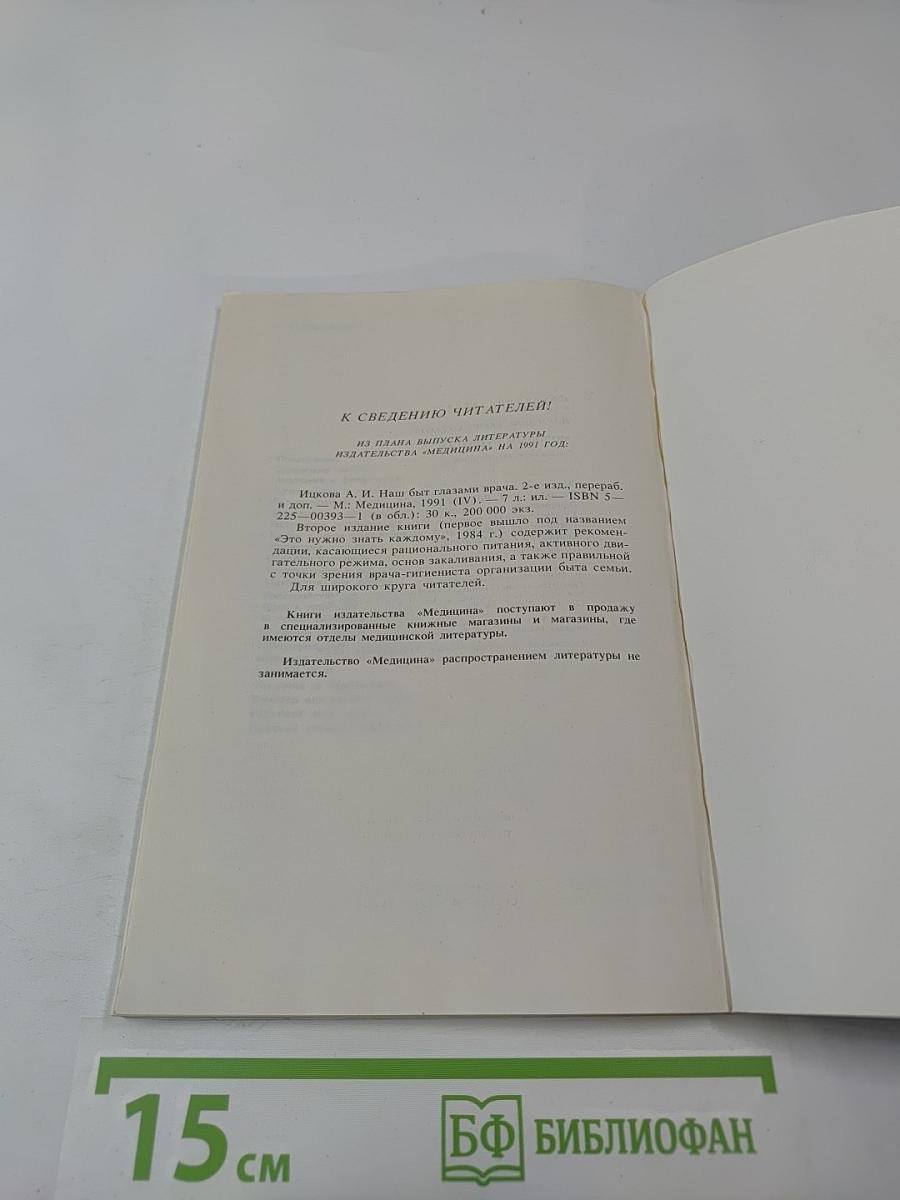 К СВЕДЕНИЮ ЧИТАТЕЛЕЙ!
ИЗ ПЛАНА ВЫПУСКА ЛИТЕРАТУРЫ
ИЗДАТЕЛЬСТВА «МЕДИЦИНА» НА 1991 ГОД:
Ицкова А. И. Наш быт глазами врача. 2-е изд., перераб.
и доп. — М.: Медицина, 1991 (IV). — 7 л.: ил. — ISBN 5—
225—00393—1 (в обл.): 30 к., 200 000 экз.
Второе издание книги (первое вышло под названием
«Это нужно знать каждому», 1984 г.) содержит рекомен-
дации, касающиеся рационального питания, активного дви-
гательного режима, основ закаливания, а также правильной
с точки зрения врача-гигиениста организации быта семьи.
Для широкого круга читателей.
Книги издательства «Медицина» поступают в продажу
в специализированные книжные магазины и магазины, где
имеются отделы медицинской литературы.
Издательство «Медицина» распространением литературы не
занимается.
15 см
БФ БИБЛИОФАН